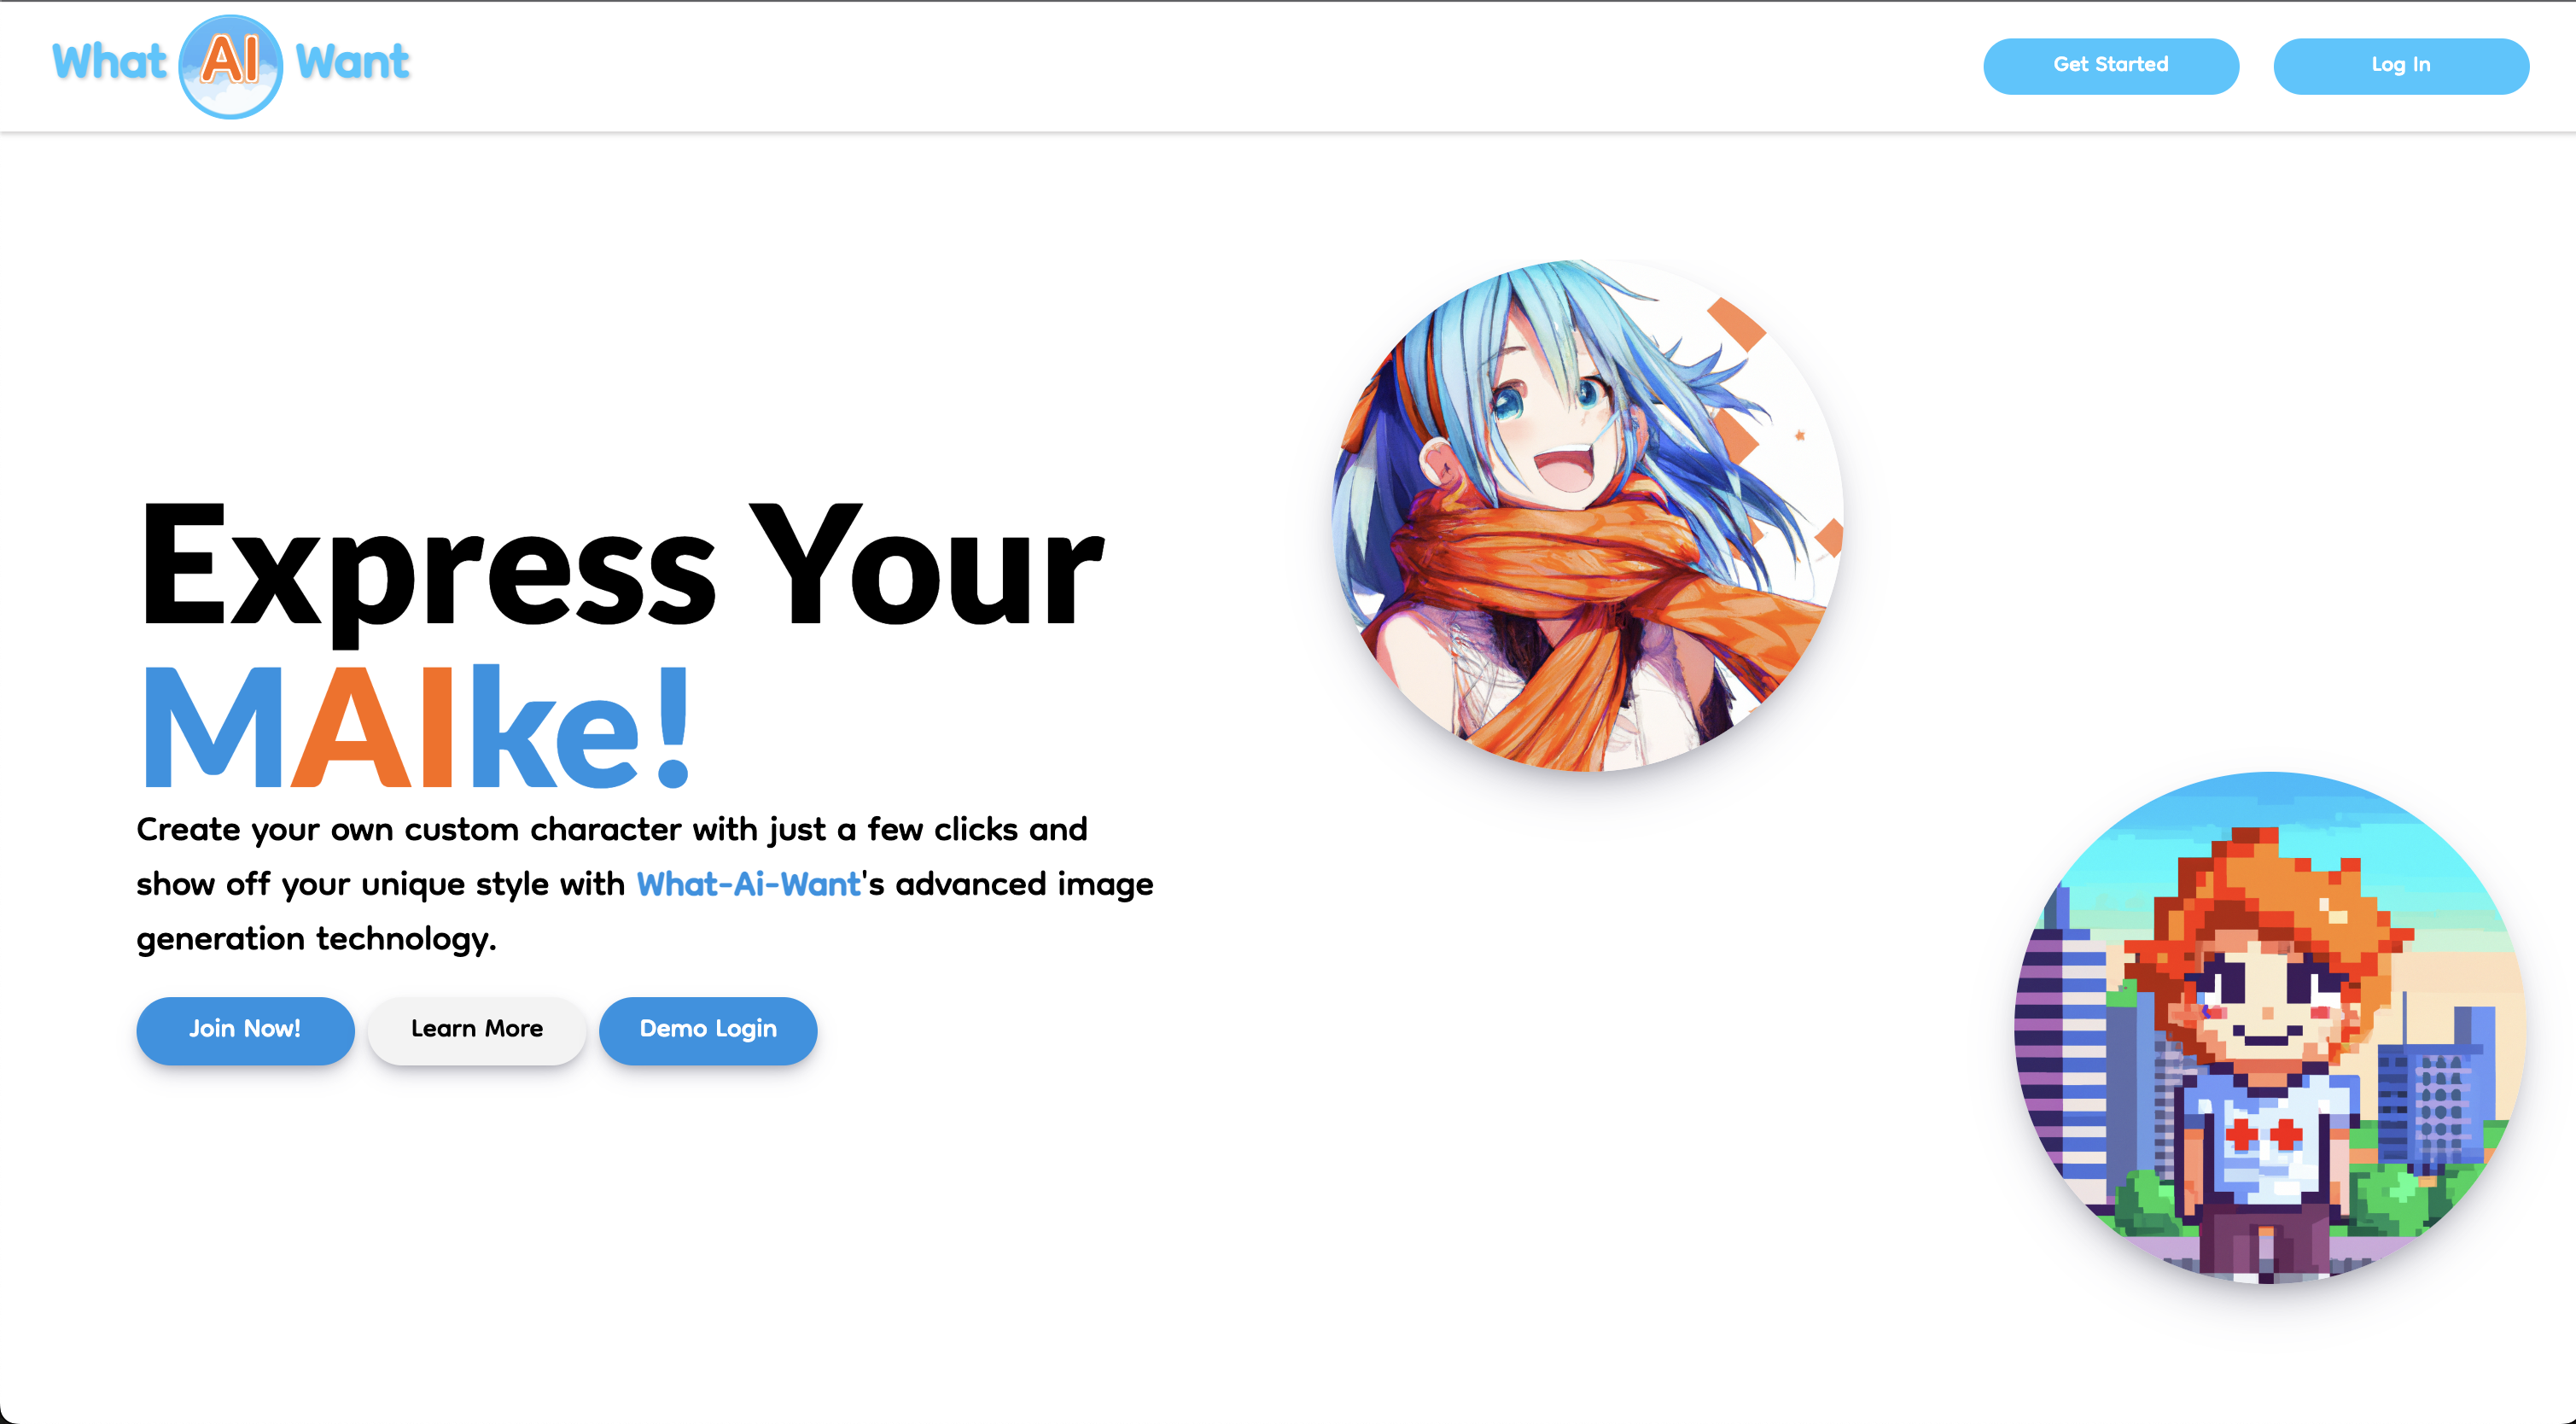 What AI Want
Get Started
Log In
Express Your
MAIke!
Create your own custom character with just a few clicks and
show off your unique style with What-Ai-Want's advanced image
generation technology.
Join Now!
Learn More
Demo Login